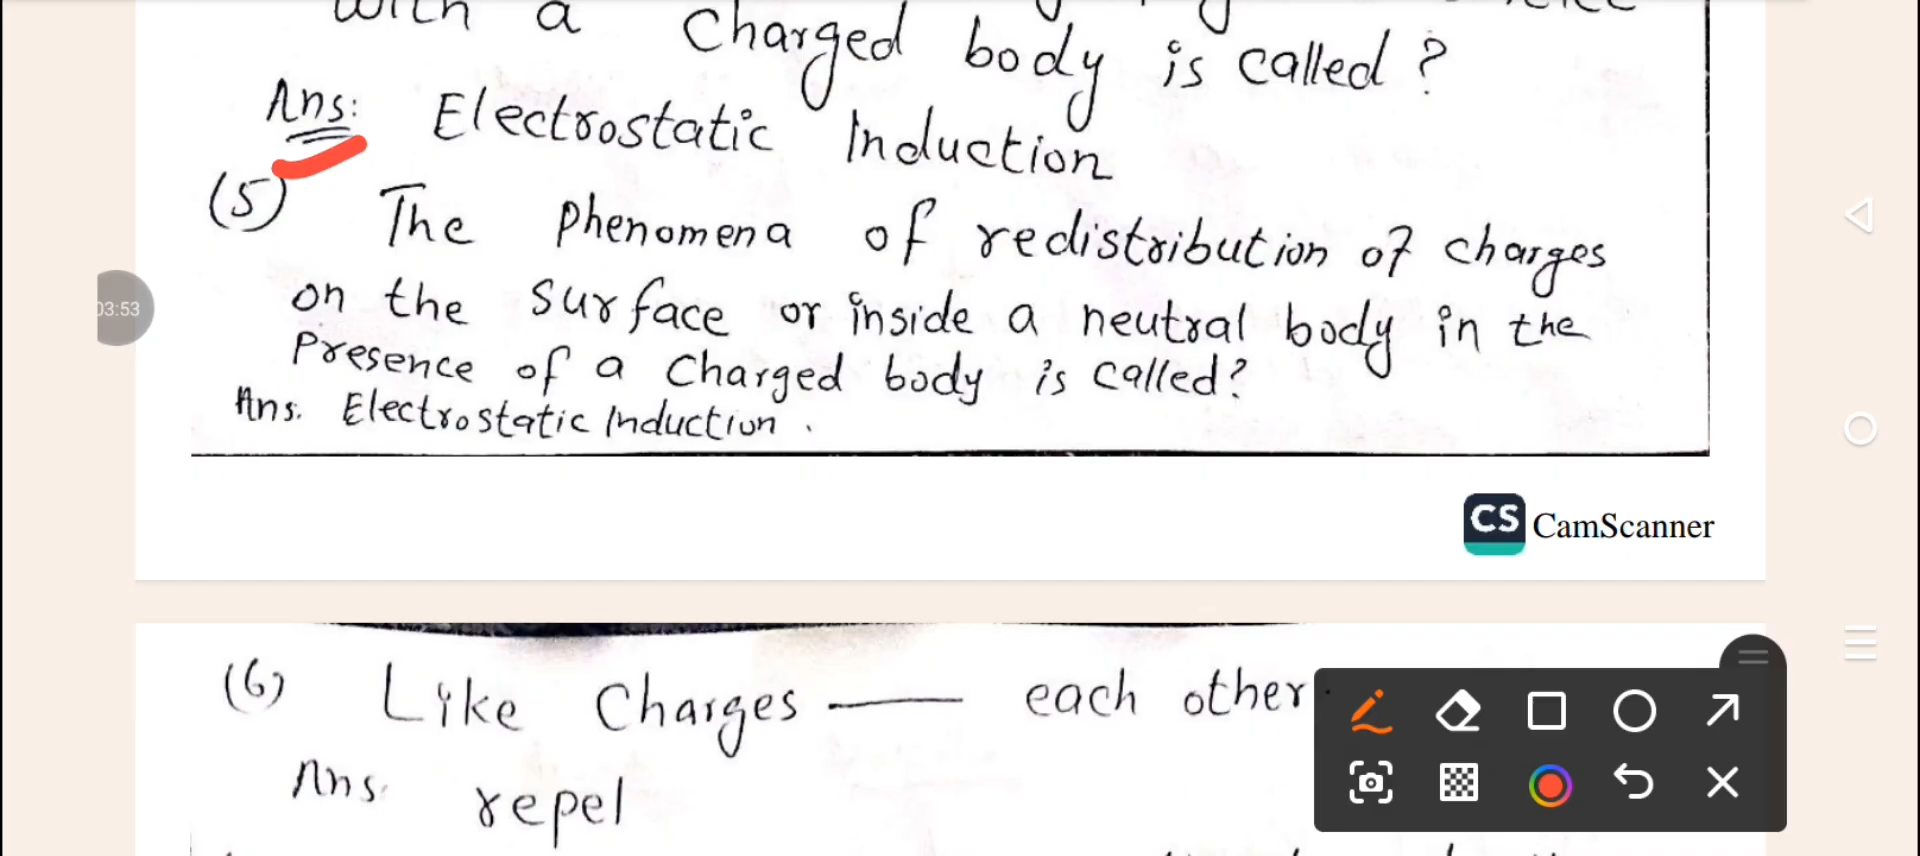 with a charged body is called?
Ans: Electrostatic Induction
(5) The phenomena of redistribution of charges
on the surface or inside a neutral body in the
Presence of a Charged body is called?
Ans. Electrostatic Induction.
03:53
CS CamScanner
(6) Like Charges — each other
Ans. repel